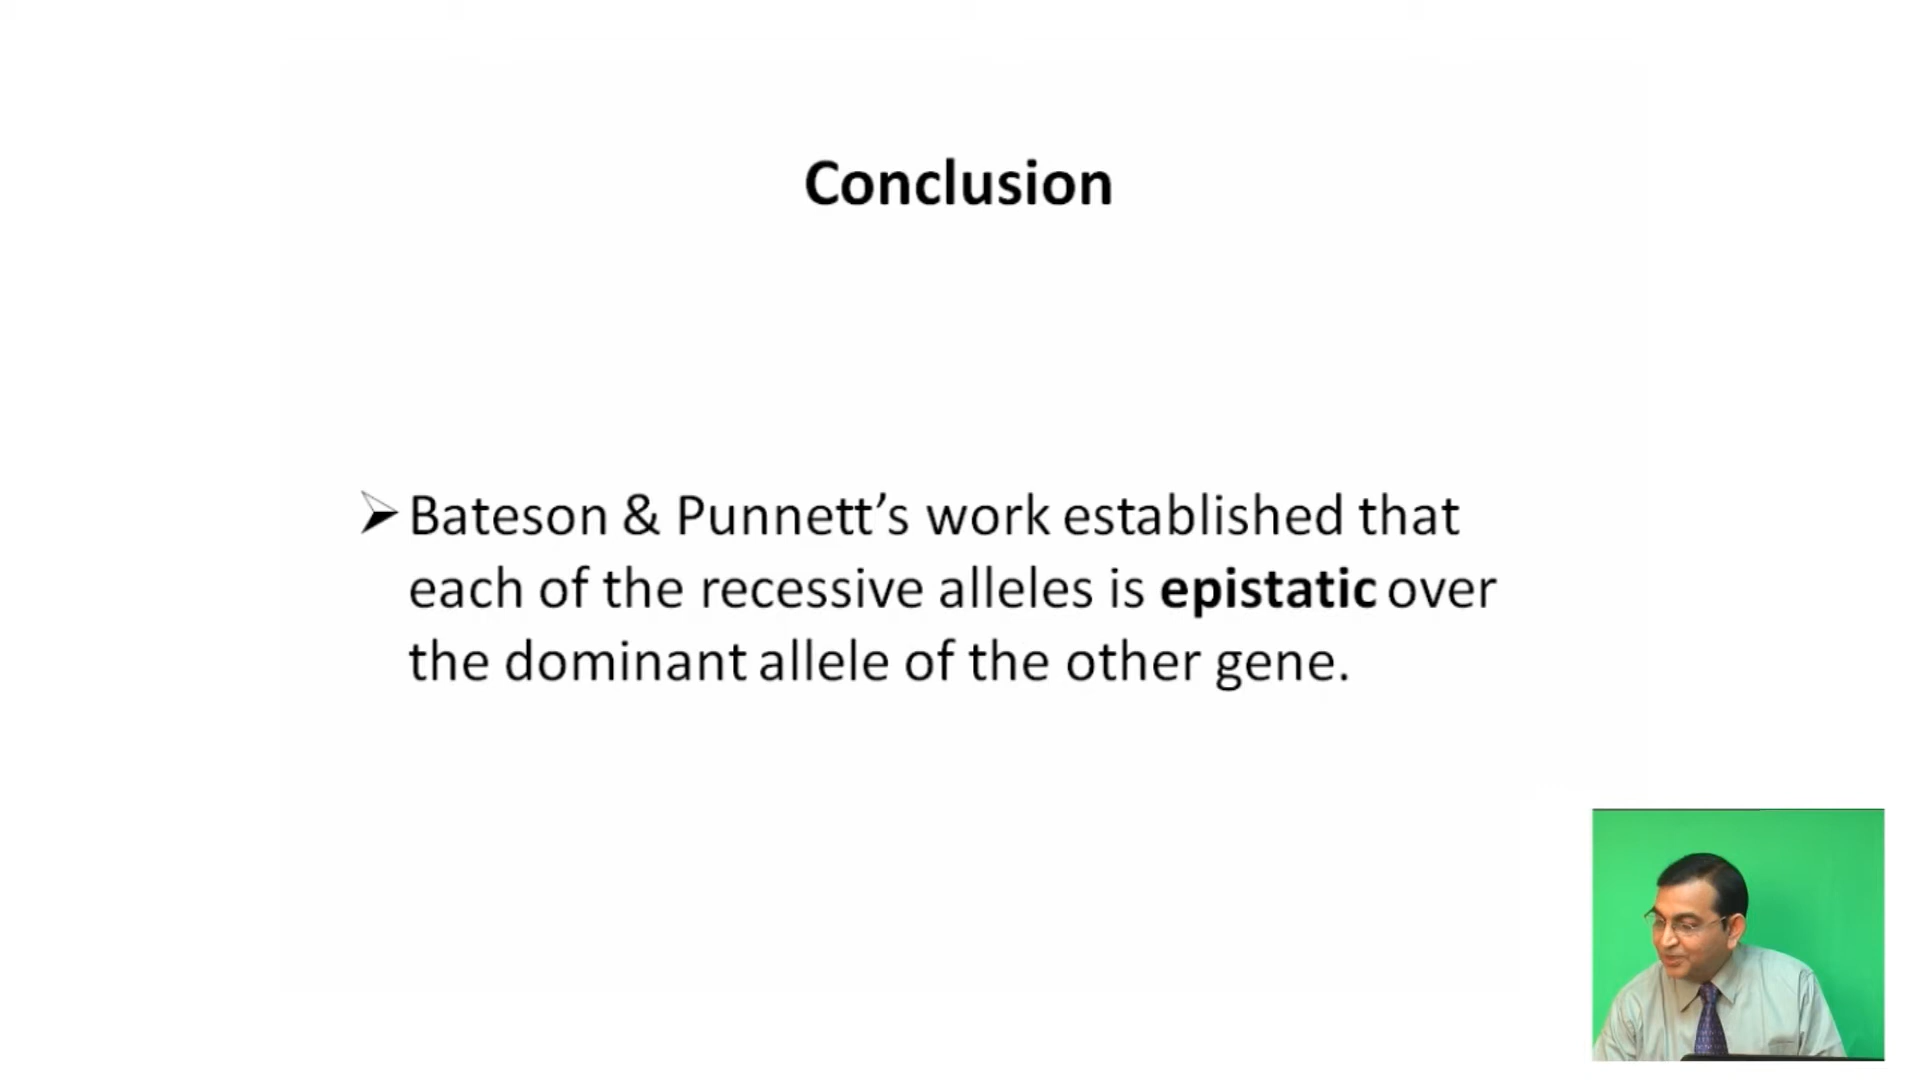 Conclusion
Bateson & Punnett’s work established that
each of the recessive alleles is epistatic over
the dominant allele of the other gene.